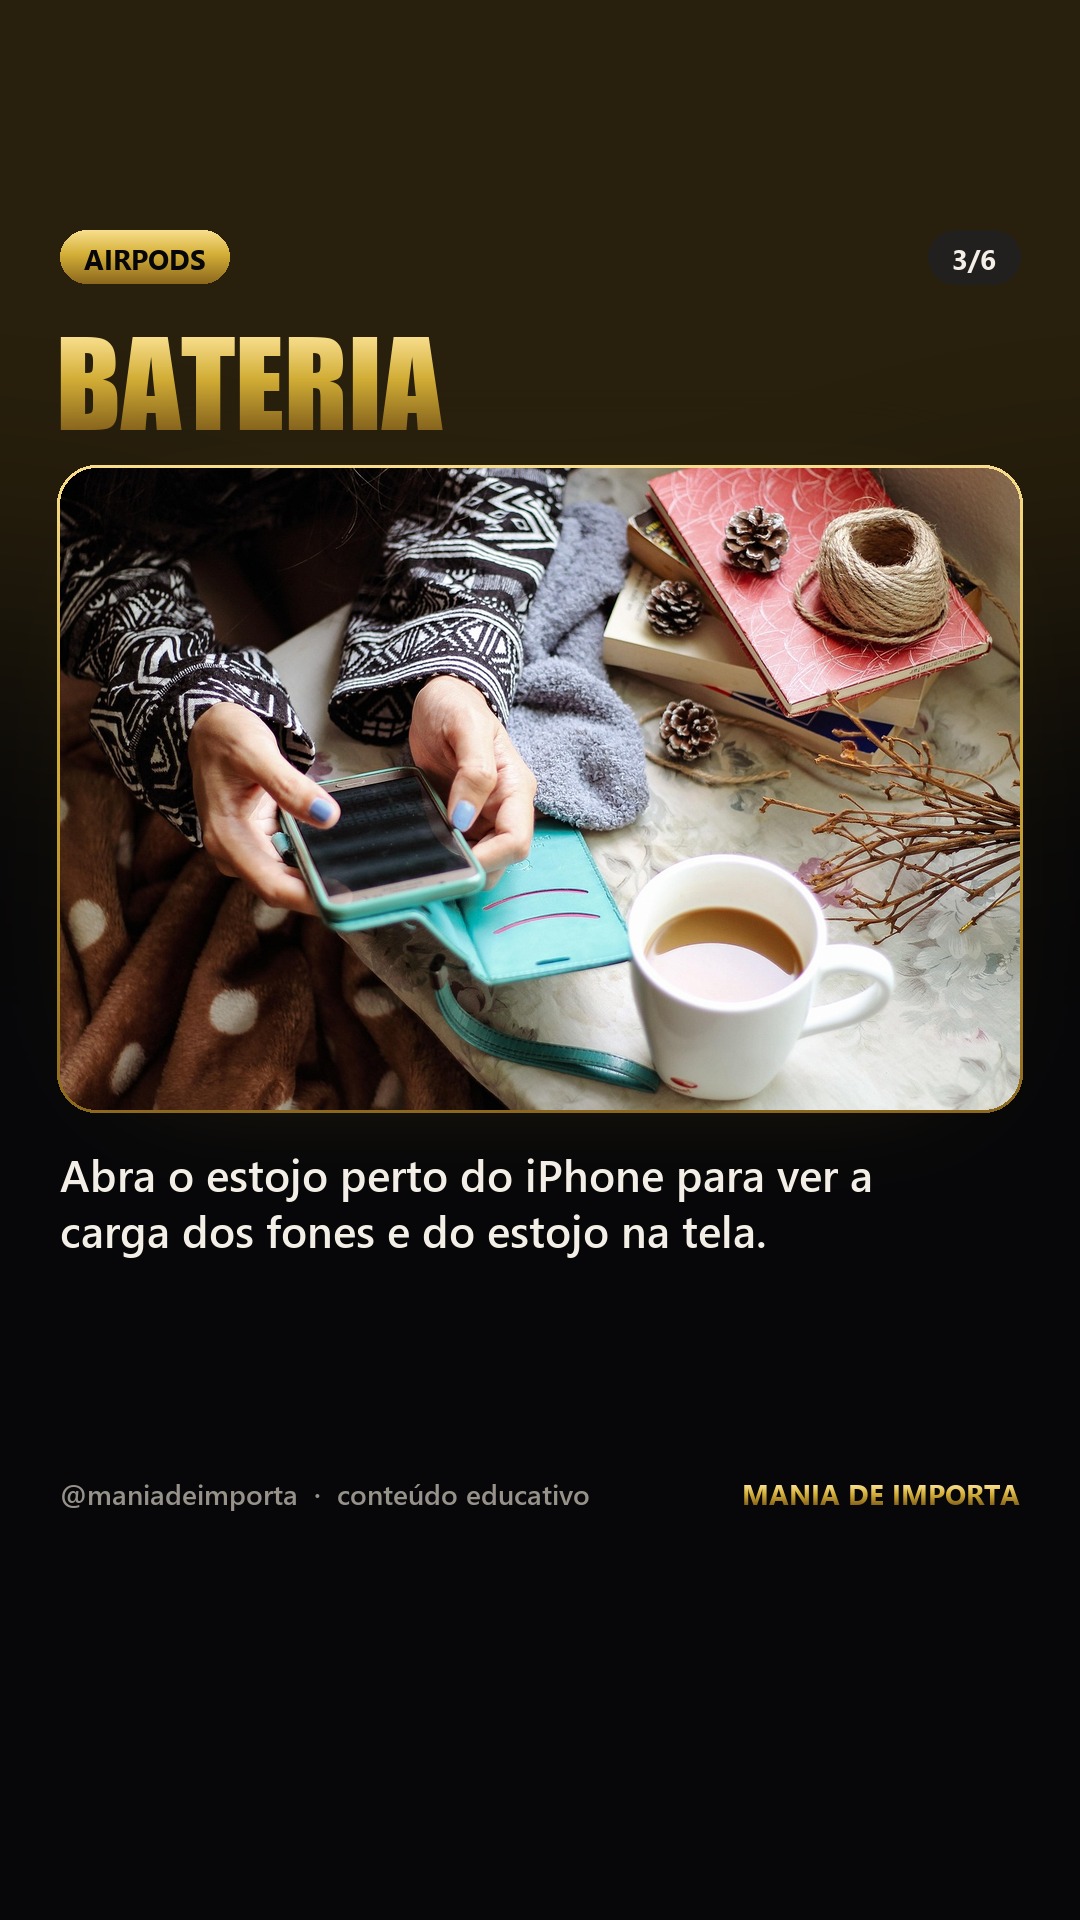 AIRPODS
3/6
BATERIA
Abra o estojo perto do iPhone para ver a
carga dos fones e do estojo na tela.
@maniadeimporta · conteúdo educativo
MANIA DE IMPORTA